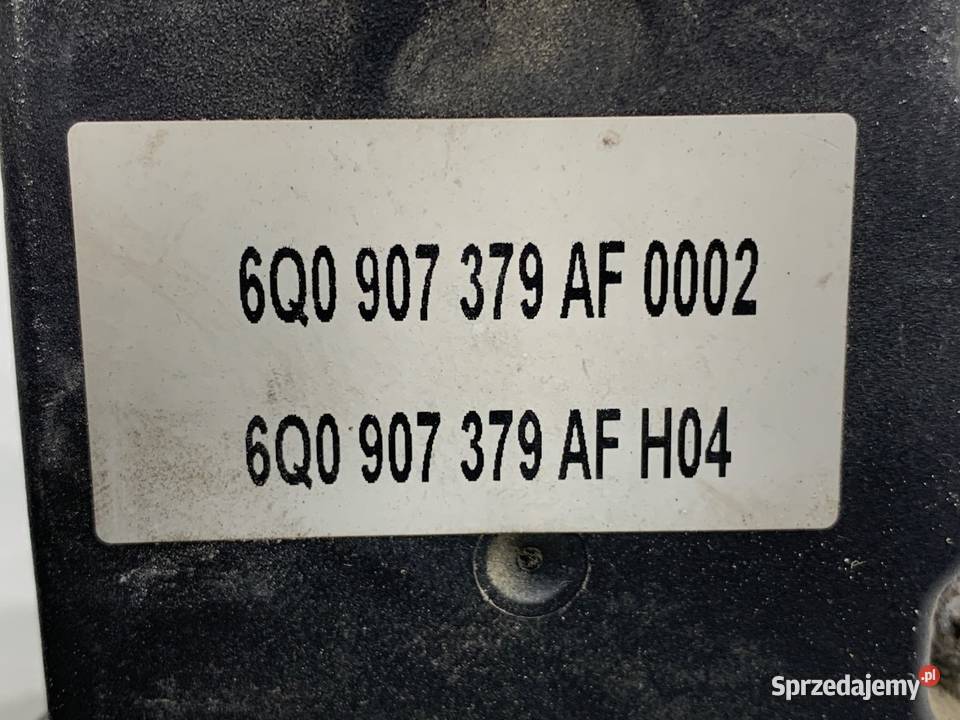 6Q0 907 379 AF 0002
6Q0 907 379 AF H04
Sprzedajemy.pl